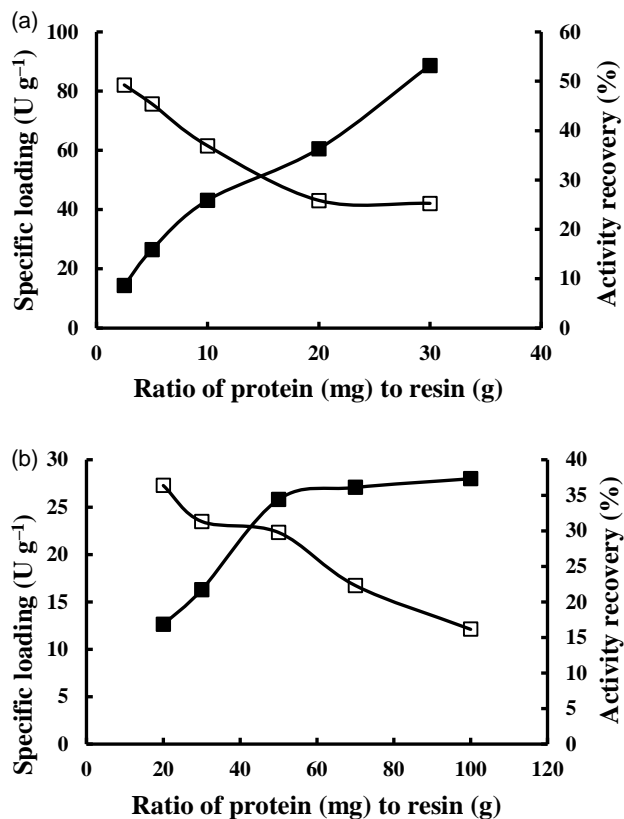 (a)
100
80
60
40
20
0
Specific loading (U g⁻¹)
60
50
40
30
20
10
0
Activity recovery (%)
0 10 20 30 40
Ratio of protein (mg) to resin (g)
(b)
30
25
20
15
10
5
0
Specific loading (U g⁻¹)
40
35
30
25
20
15
10
5
0
Activity recovery (%)
0 20 40 60 80 100 120
Ratio of protein (mg) to resin (g)